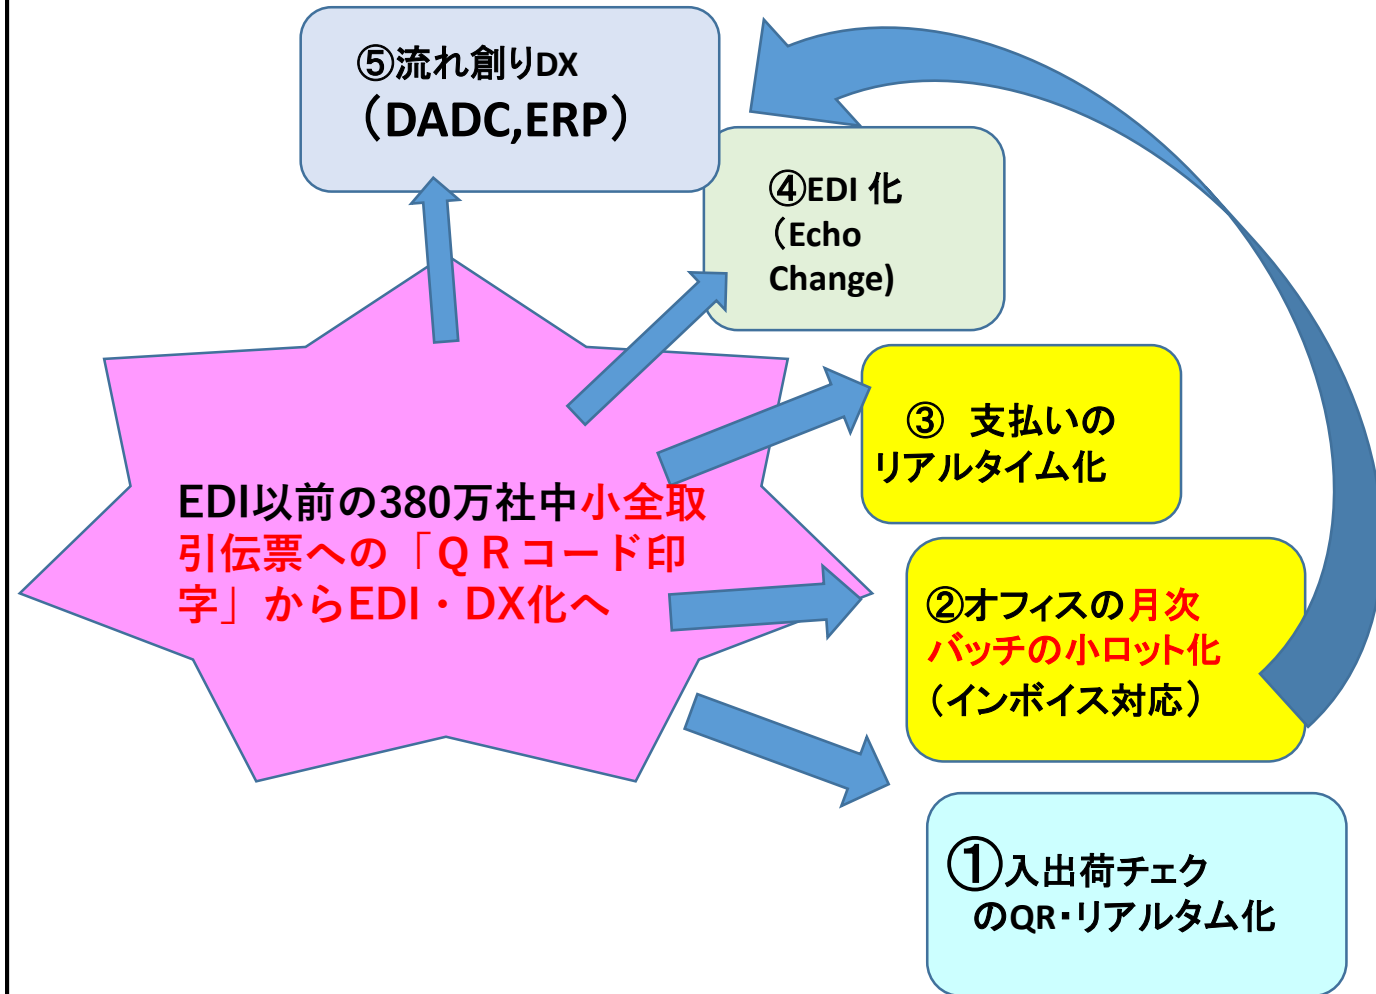 ⑤流れ創りDX
（DADC,ERP）
④EDI 化
（Echo
Change)
③　支払いの
リアルタイム化
EDI以前の380万社中小全取
引伝票への「ＱＲコード印
字」からEDI・DX化へ
②オフィスの月次
バッチの小ロット化
（インボイス対応）
①入出荷チェク
のQR・リアルタム化